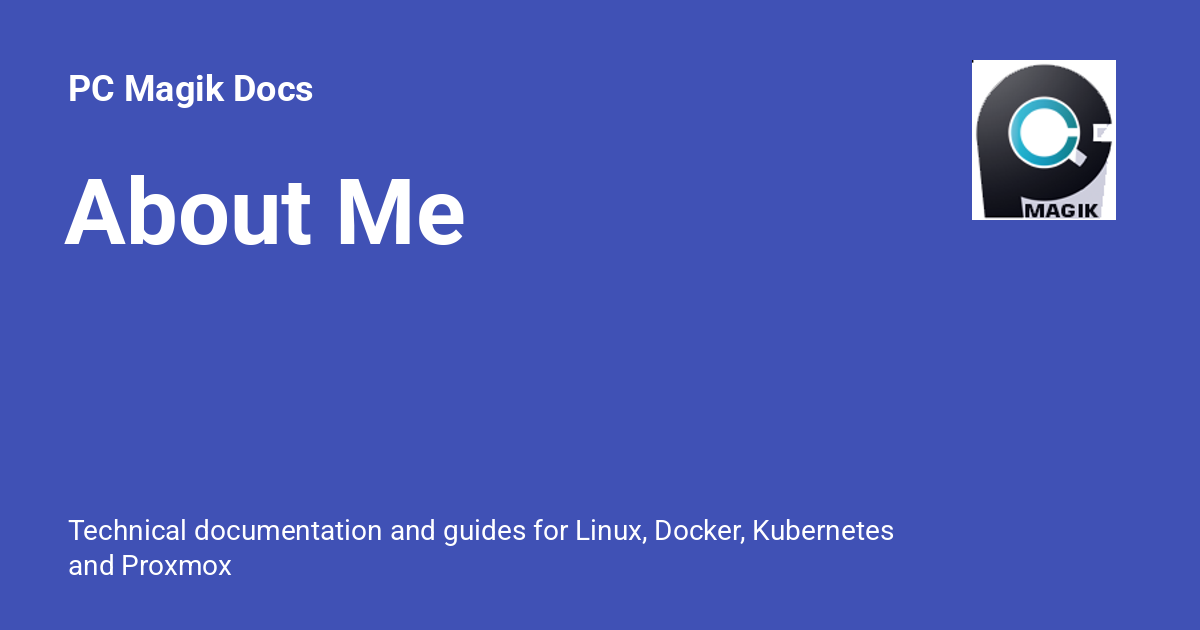 PC Magik Docs
About Me
MAGIK
Technical documentation and guides for Linux, Docker, Kubernetes
and Proxmox